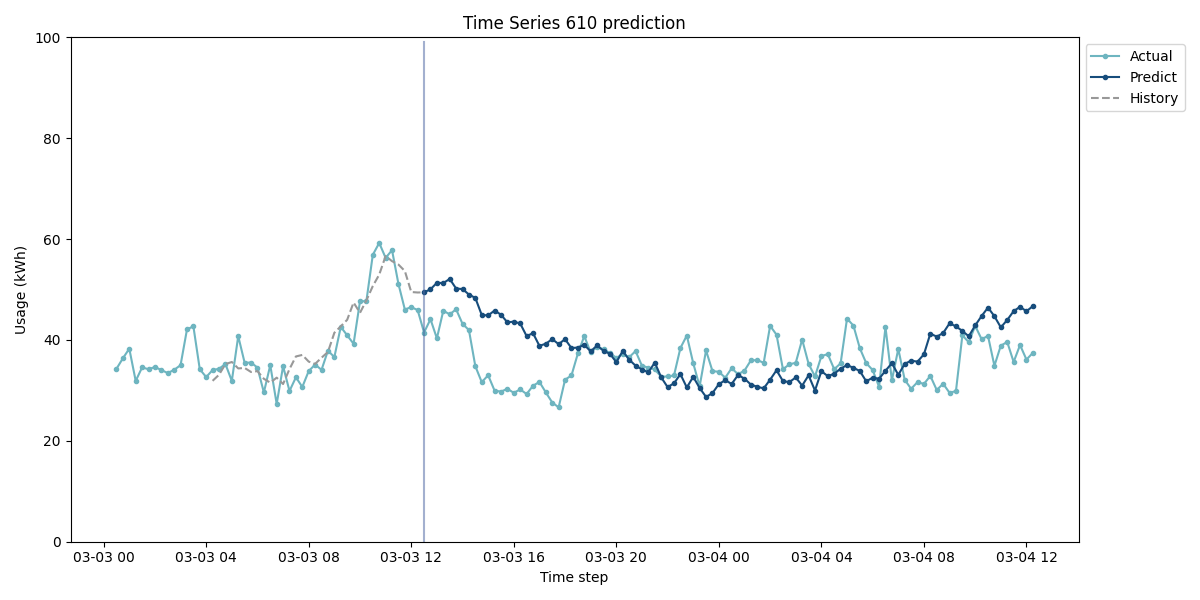 Time Series 610 prediction
Actual
Predict
History
Usage (kWh)
100
80
60
40
20
0
03-03 00 03-03 04 03-03 08 03-03 12 03-03 16 03-03 20 03-04 00 03-04 04 03-04 08 03-04 12
Time step